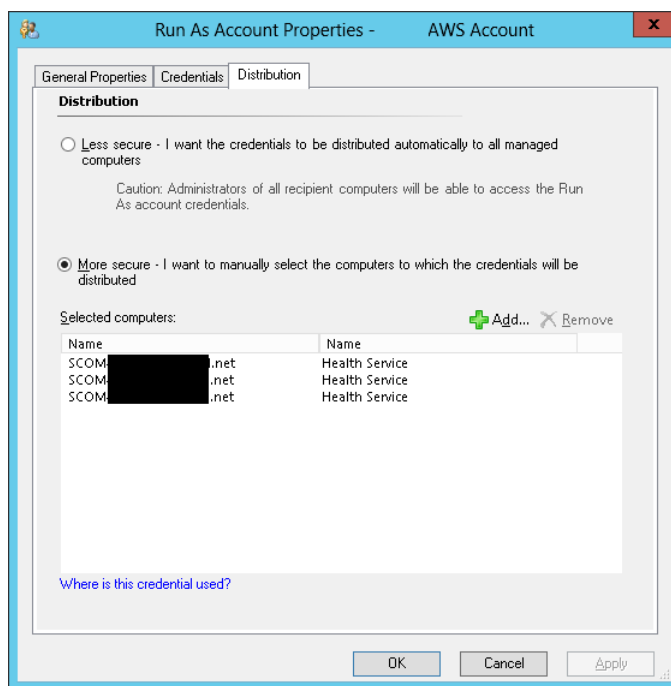 Run As Account Properties - AWS Account
x
General Properties Credentials Distribution
Distribution
Less secure - I want the credentials to be distributed automatically to all managed
computers
Caution: Administrators of all recipient computers will be able to access the Run
As account credentials.
More secure - I want to manually select the computers to which the credentials will be
distributed
Selected computers: Add... Remove
Name Name
SCOM- .net Health Service
SCOM- .net Health Service
SCOM- .net Health Service
Where is this credential used?
OK Cancel Apply